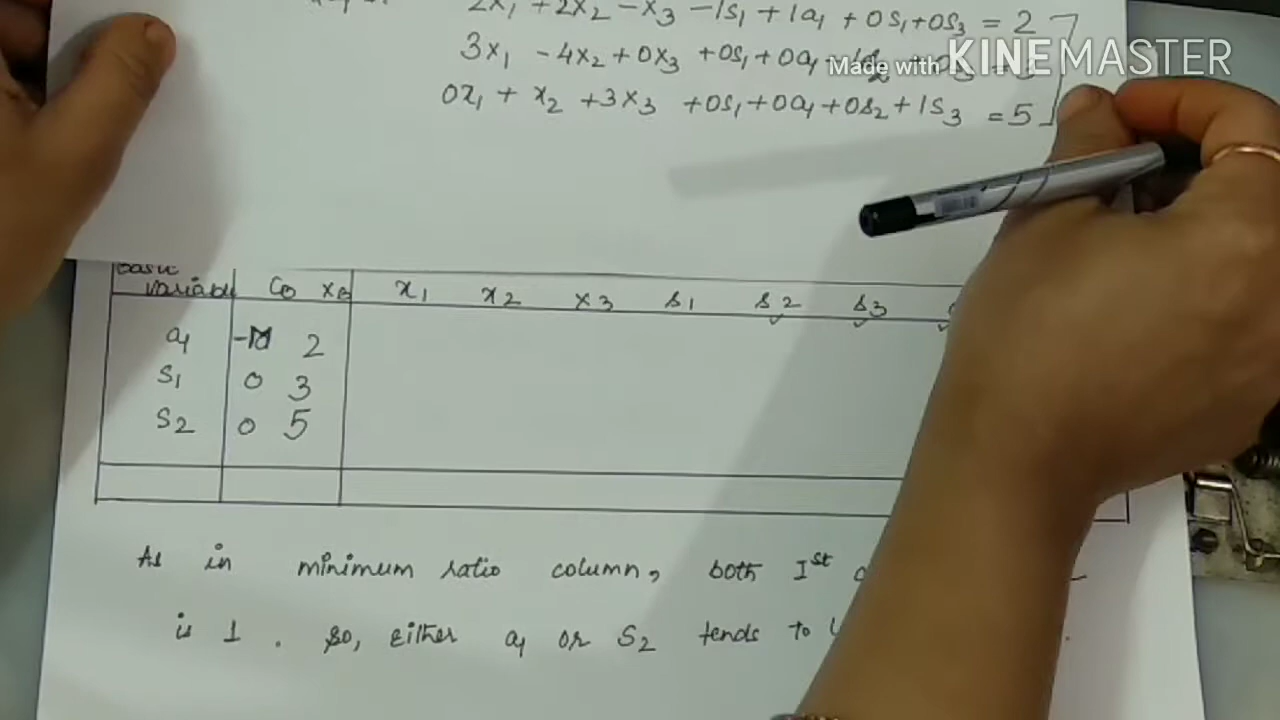 2x₁ + 2x₂ - x₃ - 1s₁ + 1a₁ + 0s₁ + 0s₃ = 2
3x₁ - 4x₂ + 0x₃ + 0s₁ + 0a₁
Made with KINEMASTER
0x₁ + x₂ + 3x₃ + 0s₁ + 0a₁ + 0s₂ + 1s₃ = 5
Basic
variable C_B X_B x₁ x₂ x₃ s₁ s₂ s₃
a₁ -M 2
S₁ 0 3
S₂ 0 5
As in minimum ratio column, both Iˢᵗ
is 1. So, either a₁ or S₂ tends to